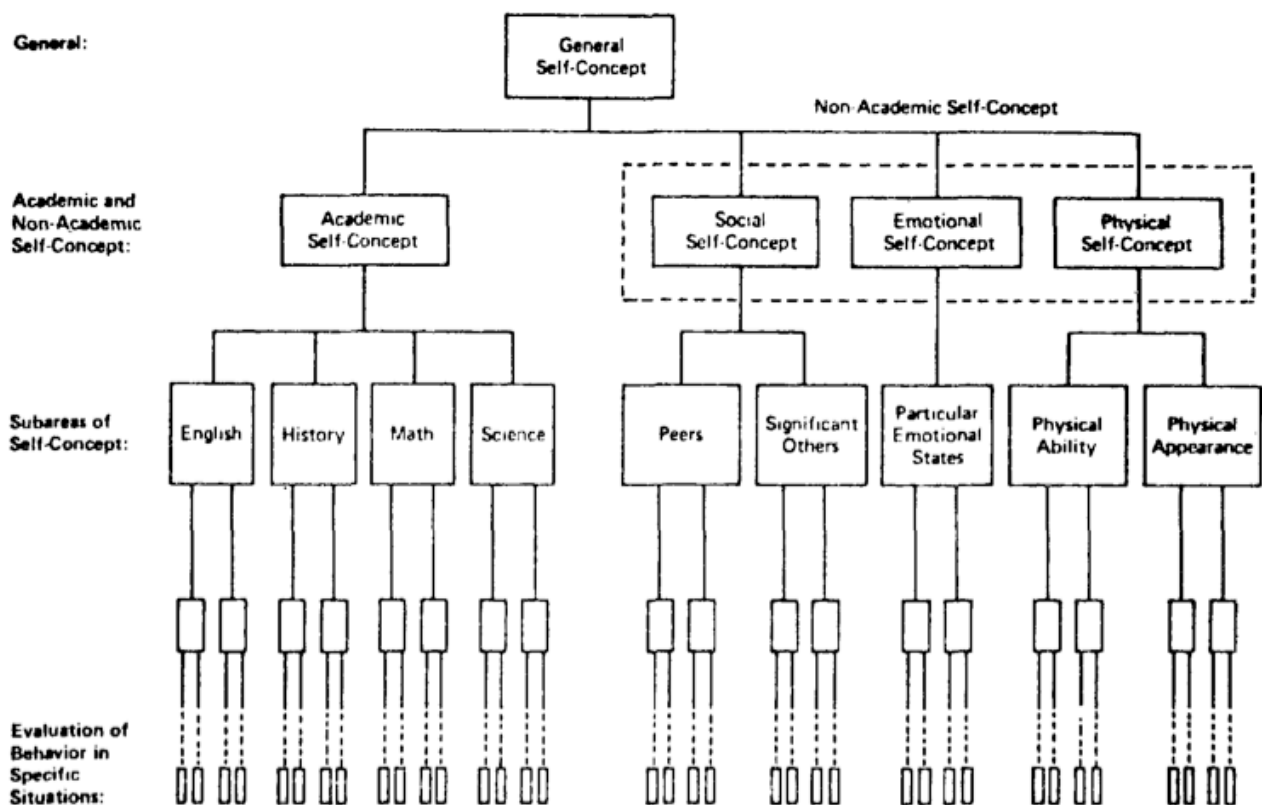 General:
General
Self-Concept
Non-Academic Self-Concept
Academic and
Non-Academic
Self-Concept:
Academic
Self-Concept
Social
Self-Concept
Emotional
Self-Concept
Physical
Self-Concept
Subareas of
Self-Concept:
English
History
Math
Science
Peers
Significant
Others
Particular
Emotional
States
Physical
Ability
Physical
Appearance
Evaluation of
Behavior in
Specific
Situations: